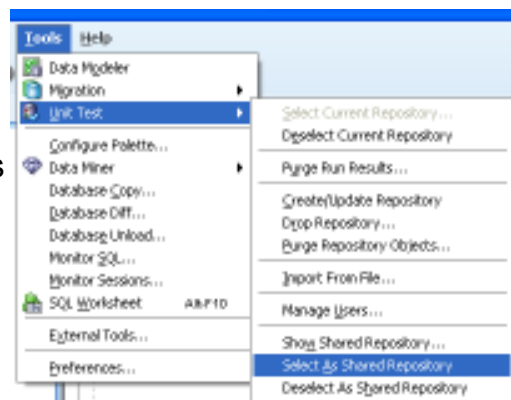 Tools Help
Data Modeler
Migration
Unit Test
Configure Palette...
s
Data Miner
Database Copy...
Database Diff...
Database Unload...
Monitor SQL...
Monitor Sessions...
SQL Worksheet Alt-F10
External Tools...
Preferences...
Select Current Repository...
Deselect Current Repository
Purge Run Results...
Create/Update Repository
Drop Repository...
Purge Repository Objects...
Import From File...
Manage Users...
Show Shared Repository...
Select As Shared Repository
Deselect As Shared Repository